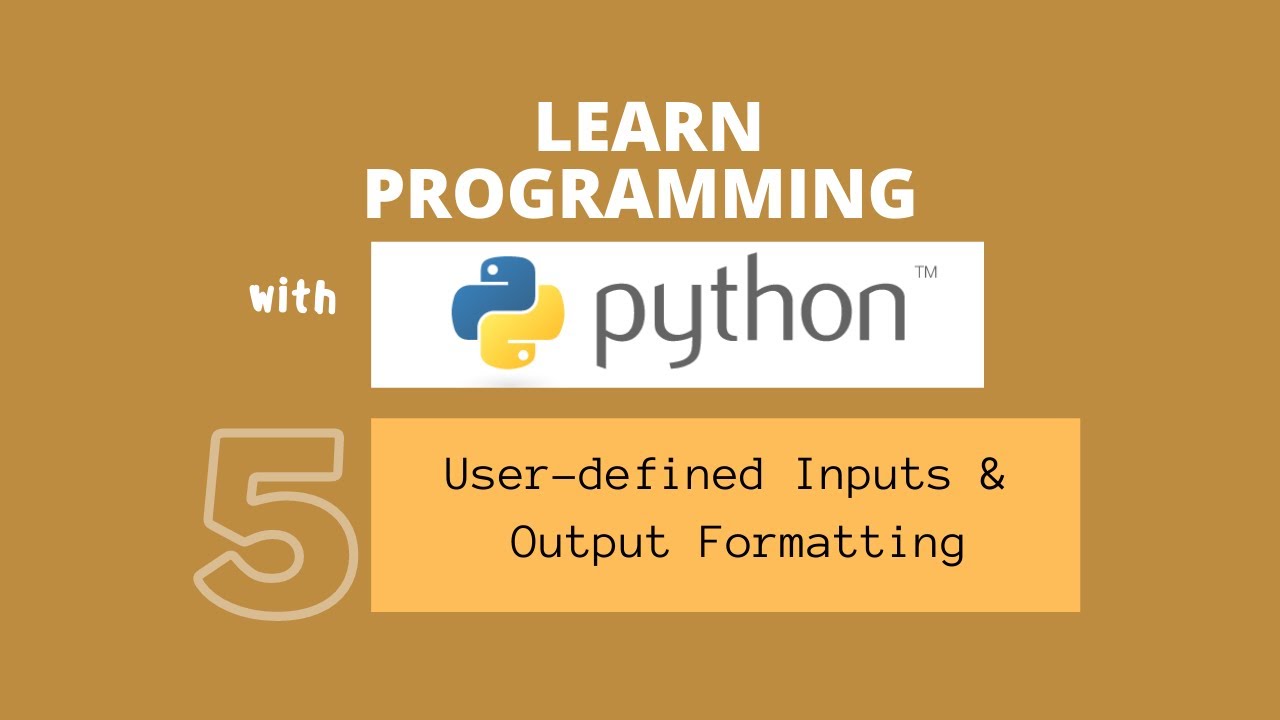 LEARN
PROGRAMMING
with
python™
5
User-defined Inputs &
Output Formatting